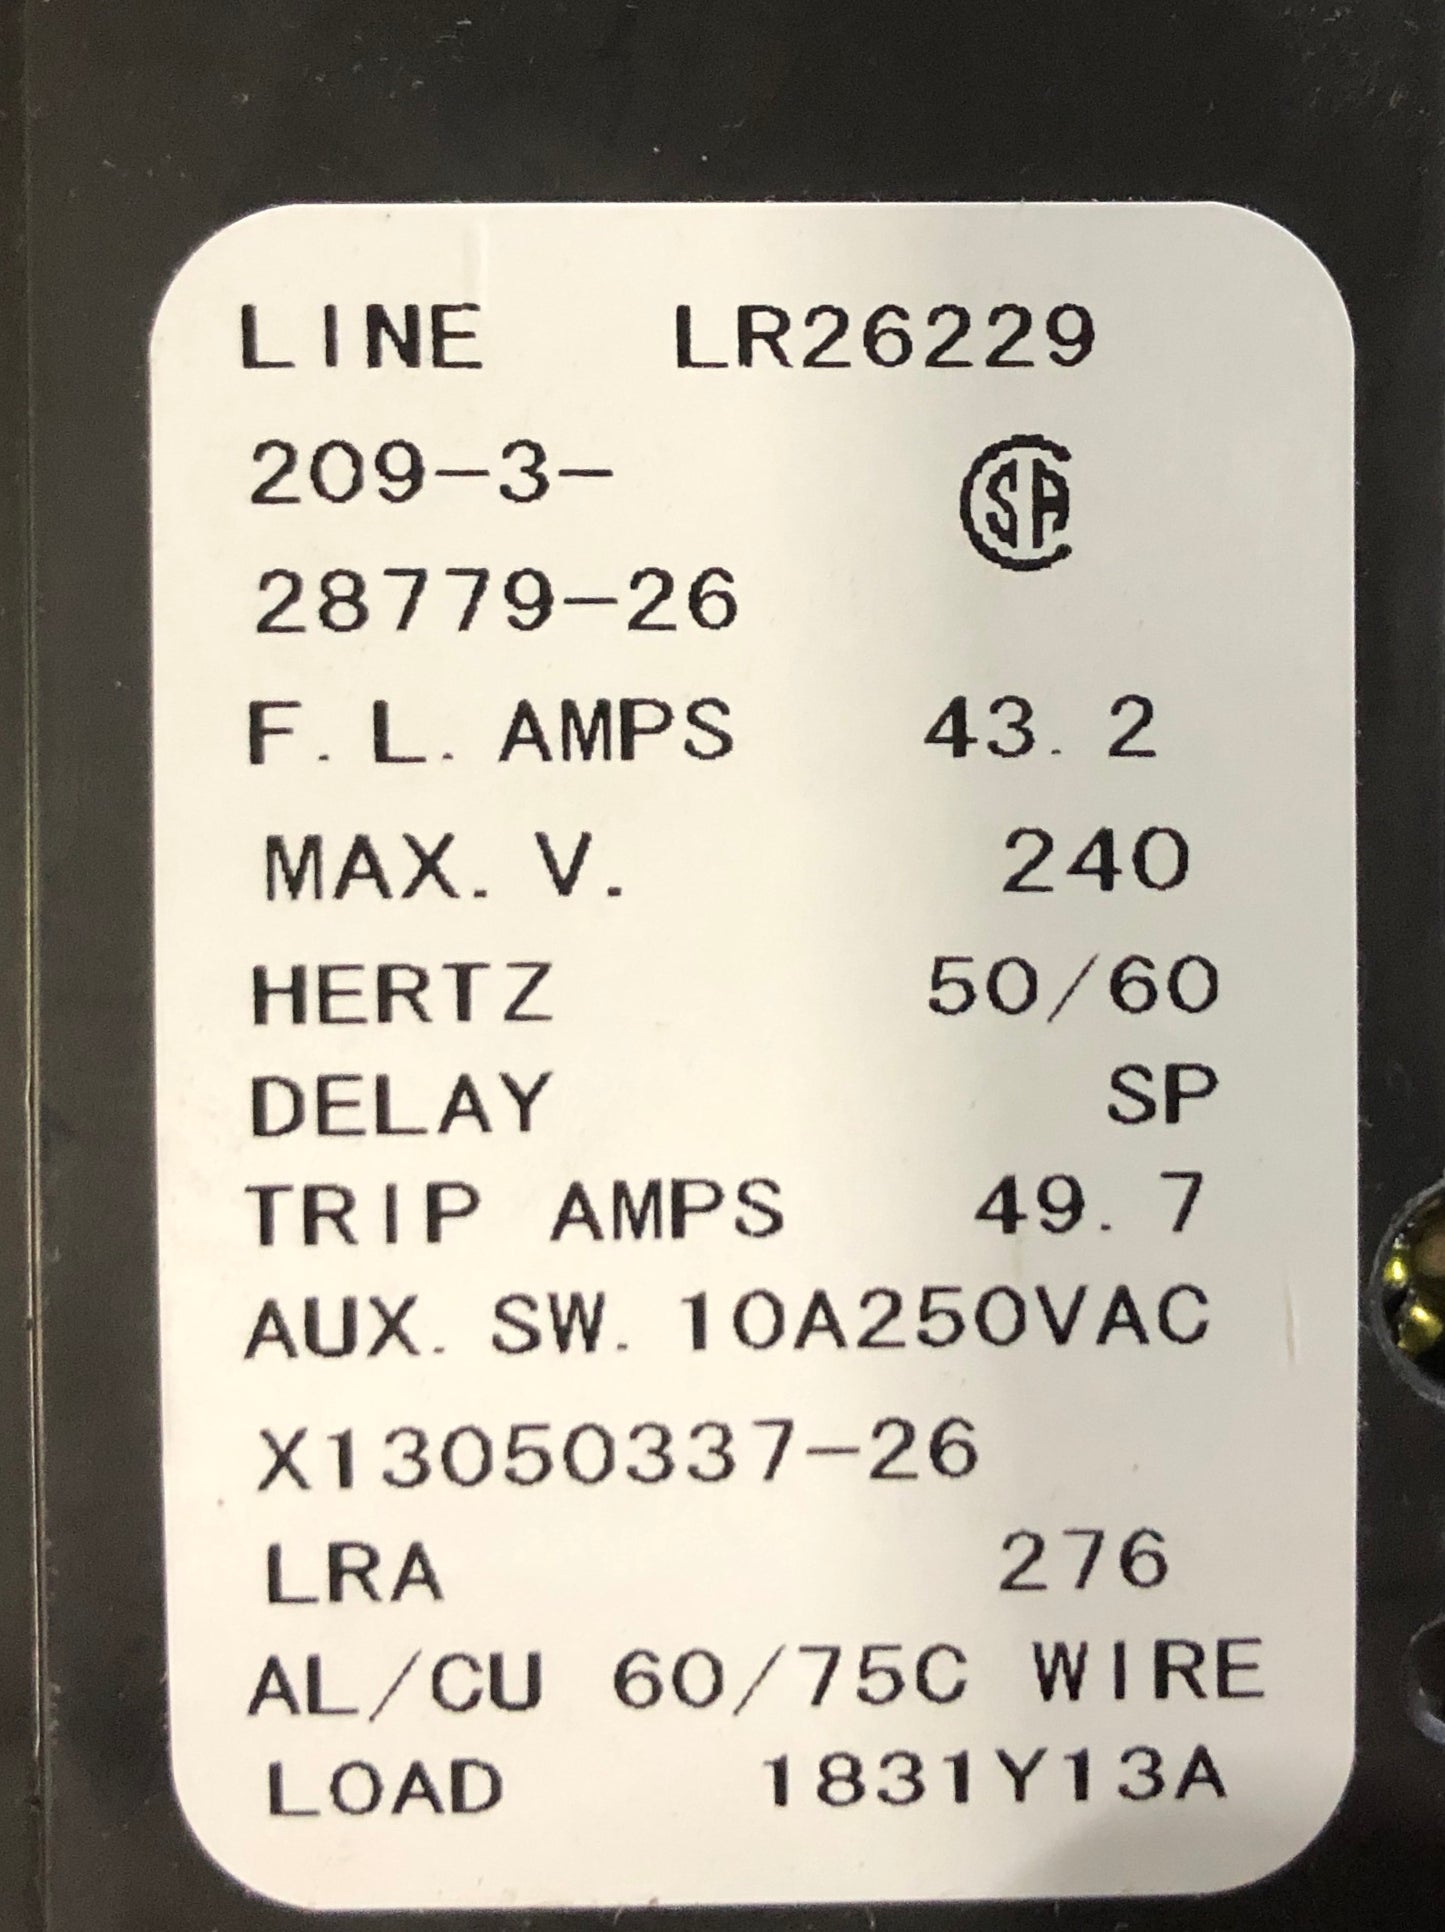 LINE LR26229
209-3-
CSA
28779-26
F.L.AMPS 43.2
MAX.V. 240
HERTZ 50/60
DELAY SP
TRIP AMPS 49.7
AUX.SW.10A250VAC
X13050337-26
LRA 276
AL/CU 60/75C WIRE
LOAD 1831Y13A